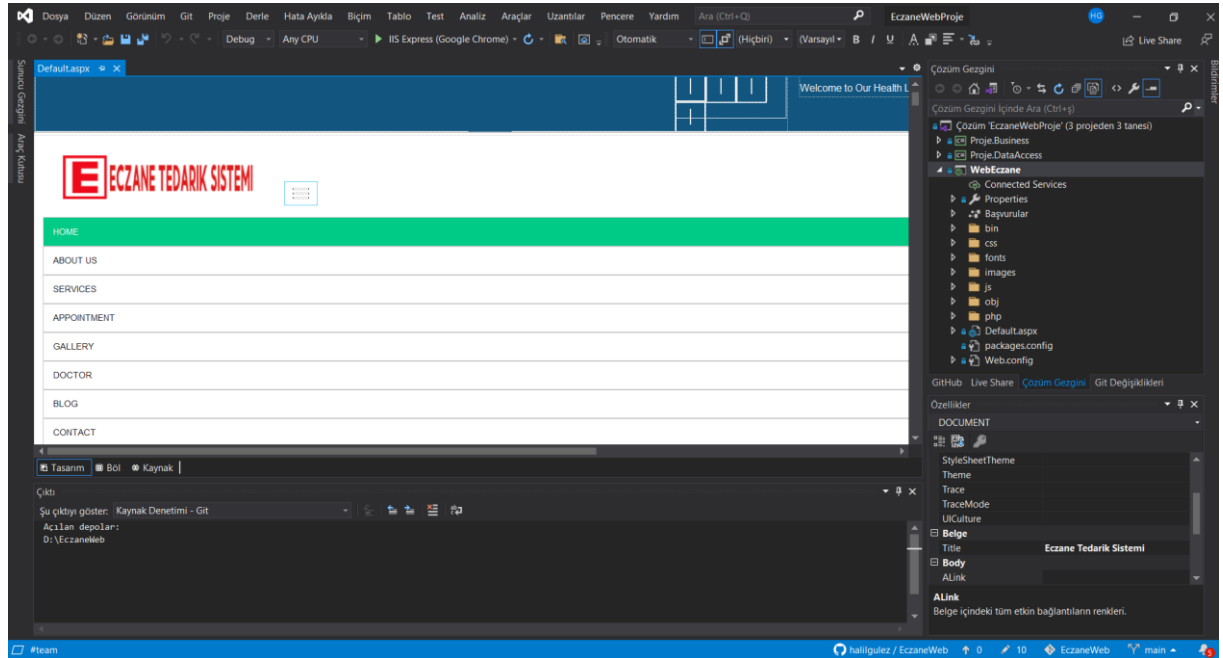 Dosya Düzen Görünüm Git Proje Derle Hata Ayıkla Biçim Tablo Test Analiz Araçlar Uzantılar Pencere Yardım Ara (Ctrl+Q) EczaneWebProje HG
Debug Any CPU IIS Express (Google Chrome) Otomatik (Hiçbiri) (Varsayıl B I U A Live Share
Sunucu Gezgini
Araç Kutusu
Default.aspx
Welcome to Our Health L
ECZANE TEDARIK SISTEMI
HOME
ABOUT US
SERVICES
APPOINTMENT
GALLERY
DOCTOR
BLOG
CONTACT
Tasarım Böl Kaynak
Çıktı
Şu çıktıyı göster: Kaynak Denetimi - Git
Açılan depolar:
D:\EczaneWeb
Çözüm Gezgini
Çözüm Gezgini İçinde Ara (Ctrl+ş)
Çözüm 'EczaneWebProje' (3 projeden 3 tanesi)
Proje.Business
Proje.DataAccess
WebEczane
Connected Services
Properties
Başvurular
bin
css
fonts
images
js
obj
php
Default.aspx
packages.config
Web.config
GitHub Live Share Çözüm Gezgini Git Değişiklikleri
Özellikler
DOCUMENT
StyleSheetTheme
Theme
Trace
TraceMode
UICulture
Belge
Title Eczane Tedarik Sistemi
Body
ALink
ALink
Belge içindeki tüm etkin bağlantıların renkleri.
Bildirimler
#team halilgulez / EczaneWeb 0 10 EczaneWeb main 5